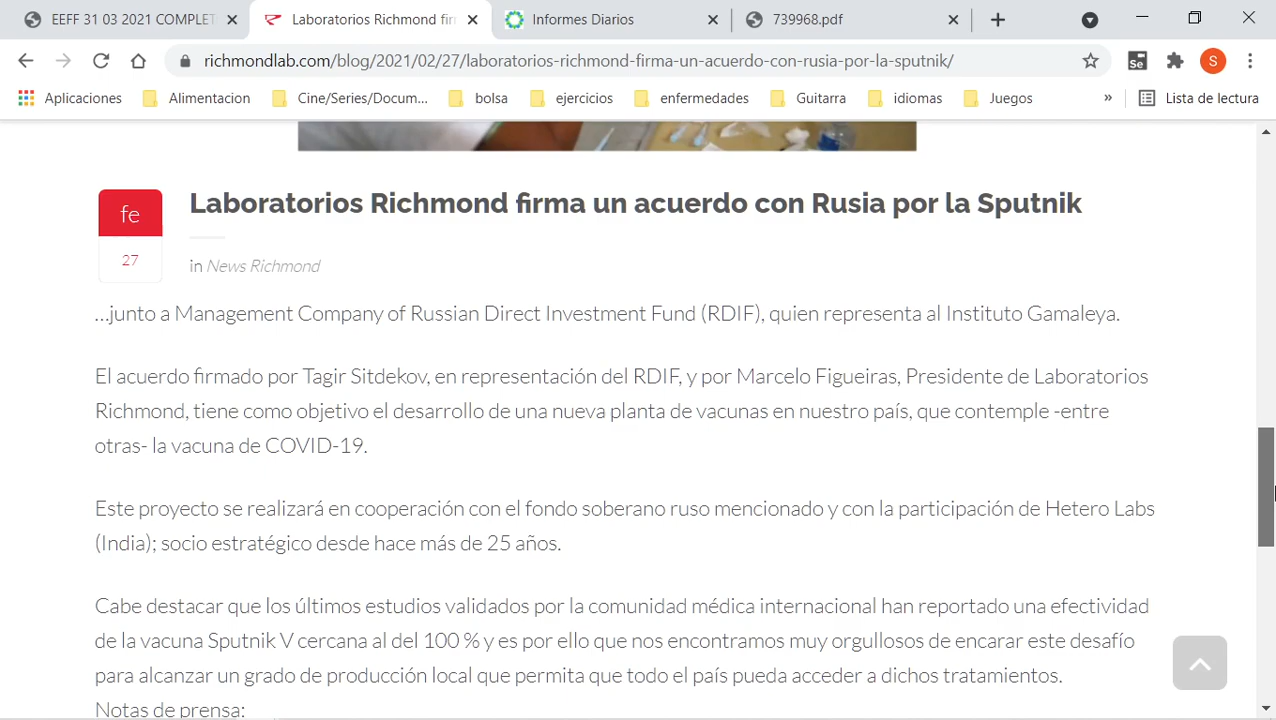 EEFF 31 03 2021 COMPLET
Laboratorios Richmond fir
Informes Diarios
739968.pdf
richmondlab.com/blog/2021/02/27/laboratorios-richmond-firma-un-acuerdo-con-rusia-por-la-sputnik/
Se
S
Aplicaciones
Alimentacion
Cine/Series/Docum...
bolsa
ejercicios
enfermedades
Guitarra
idiomas
Juegos
»
Lista de lectura
fe
27
Laboratorios Richmond firma un acuerdo con Rusia por la Sputnik
in News Richmond
…junto a Management Company of Russian Direct Investment Fund (RDIF), quien representa al Instituto Gamaleya.
El acuerdo firmado por Tagir Sitdekov, en representación del RDIF, y por Marcelo Figueiras, Presidente de Laboratorios
Richmond, tiene como objetivo el desarrollo de una nueva planta de vacunas en nuestro país, que contemple -entre
otras- la vacuna de COVID-19.
Este proyecto se realizará en cooperación con el fondo soberano ruso mencionado y con la participación de Hetero Labs
(India); socio estratégico desde hace más de 25 años.
Cabe destacar que los últimos estudios validados por la comunidad médica internacional han reportado una efectividad
de la vacuna Sputnik V cercana al del 100 % y es por ello que nos encontramos muy orgullosos de encarar este desafío
para alcanzar un grado de producción local que permita que todo el país pueda acceder a dichos tratamientos.
Notas de prensa: